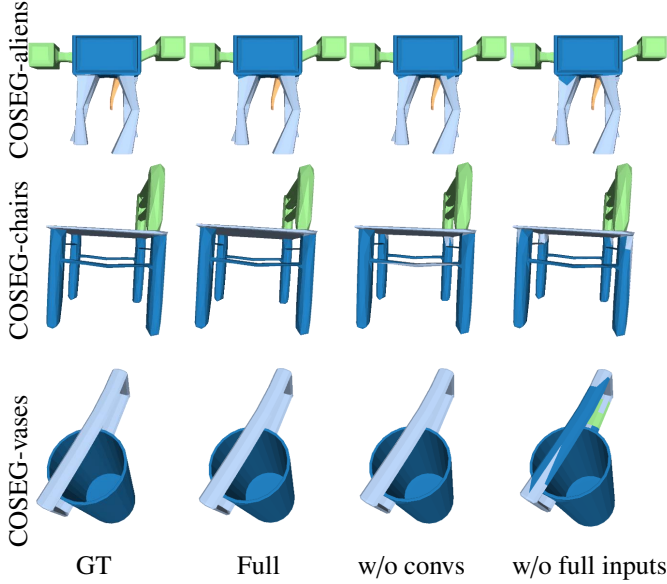 COSEG-aliens
COSEG-chairs
COSEG-vases
GT Full w/o convs w/o full inputs